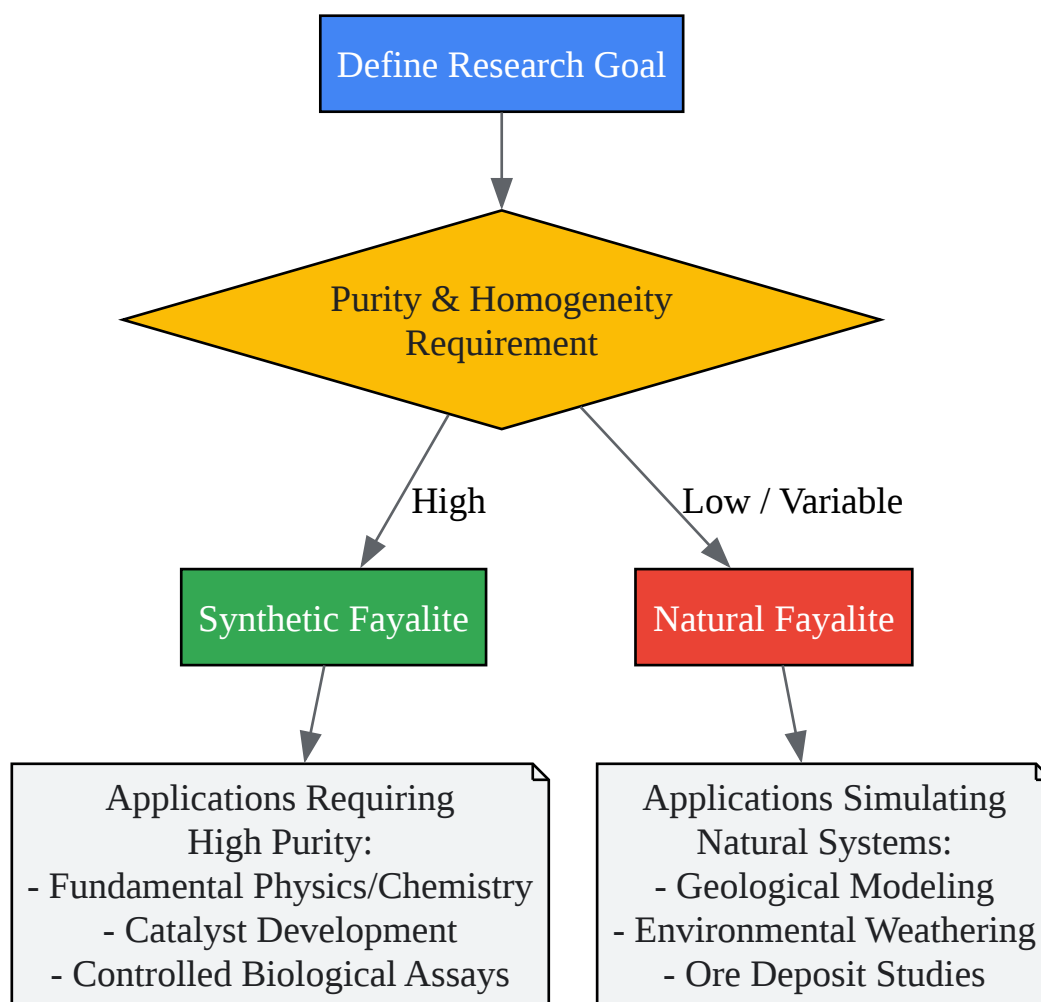 Define Research Goal
Purity & Homogeneity
Requirement
High
Low / Variable
Synthetic Fayalite
Natural Fayalite
Applications Requiring
High Purity:
- Fundamental Physics/Chemistry
- Catalyst Development
- Controlled Biological Assays
Applications Simulating
Natural Systems:
- Geological Modeling
- Environmental Weathering
- Ore Deposit Studies